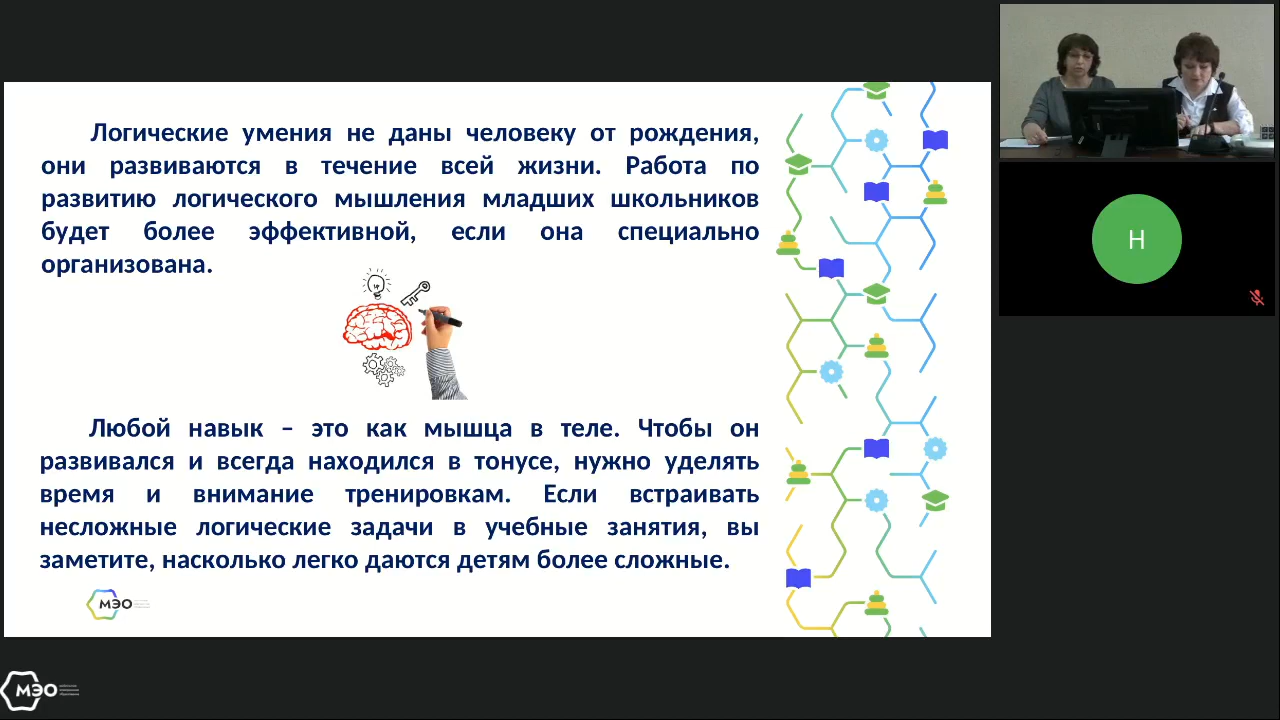 Логические умения не даны человеку от рождения,
они развиваются в течение всей жизни. Работа по
развитию логического мышления младших школьников
будет более эффективной, если она специально
организована.
Любой навык – это как мышца в теле. Чтобы он
развивался и всегда находился в тонусе, нужно уделять
время и внимание тренировкам. Если встраивать
несложные логические задачи в учебные занятия, вы
заметите, насколько легко даются детям более сложные.
МЭО
Н
МЭО